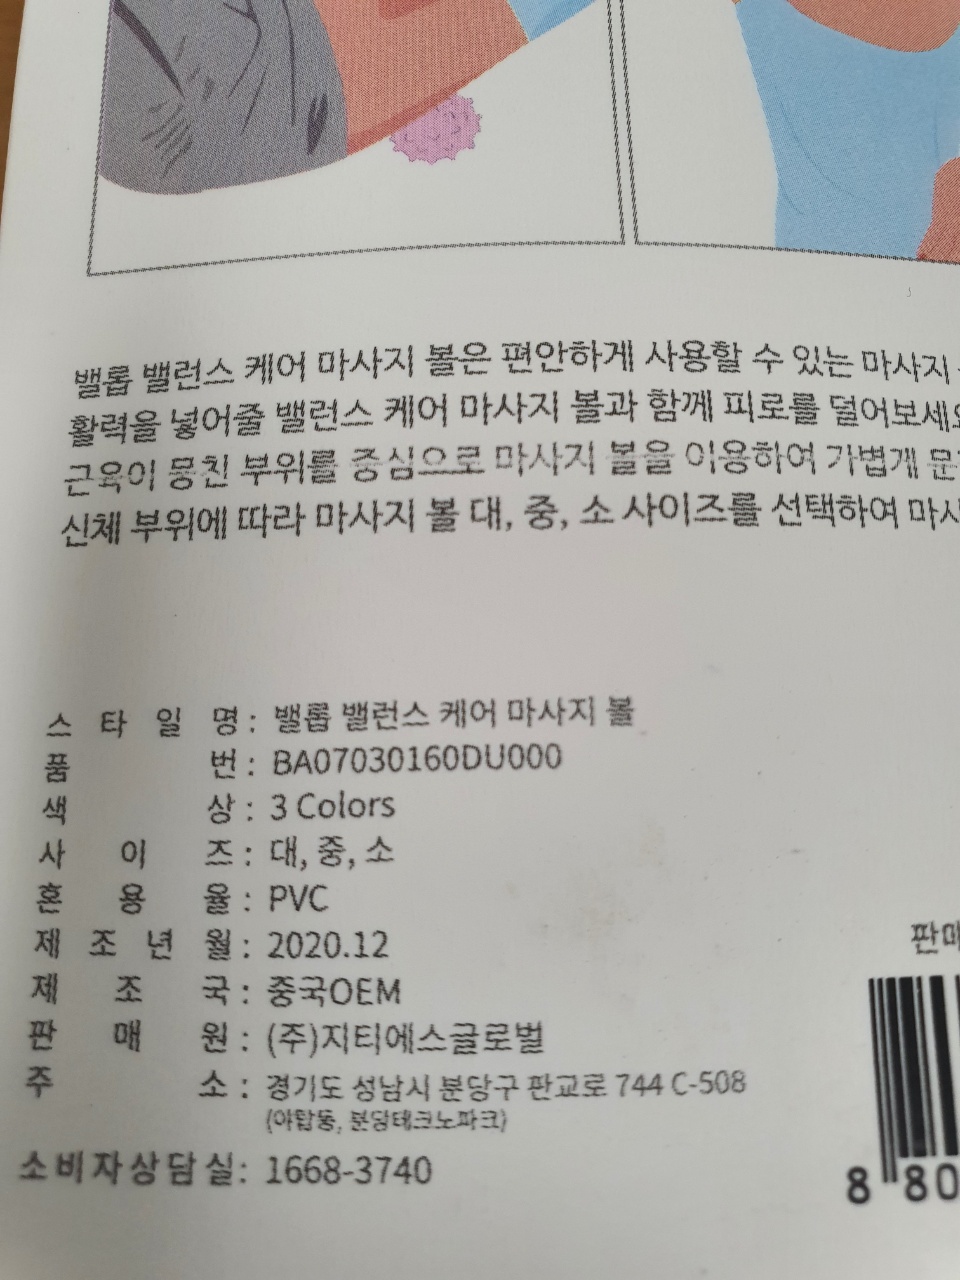 밸롭 밸런스 케어 마사지 볼은 편안하게 사용할 수 있는 마사지
활력을 넣어줄 밸런스 케어 마사지 볼과 함께 피로를 덜어보세요
근육이 뭉친 부위를 중심으로 마사지 볼을 이용하여 가볍게
신체 부위에 따라 마사지 볼 대, 중, 소 사이즈를 선택하여
스타일명 : 밸롭 밸런스 케어 마사지 볼
품번 : BA07030160DU000
색상 : 3 Colors
사이즈 : 대, 중, 소
혼용율 : PVC
제조년월 : 2020.12
제조국 : 중국OEM
판매원 : (주)지티에스글로벌
주소 : 경기도 성남시 분당구 판교로 744 C-508
(야탑동, 분당테크노파크)
소비자상담실: 1668-3740
판매
8 80